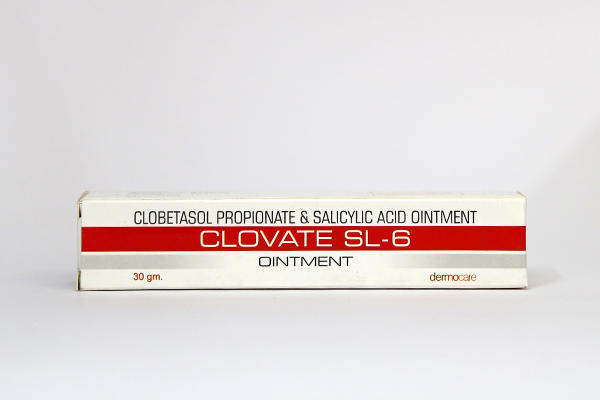 CLOBETASOL PROPIONATE & SALICYLIC ACID OINTMENT
CLOVATE SL-6
OINTMENT
30 gm.
dermocare